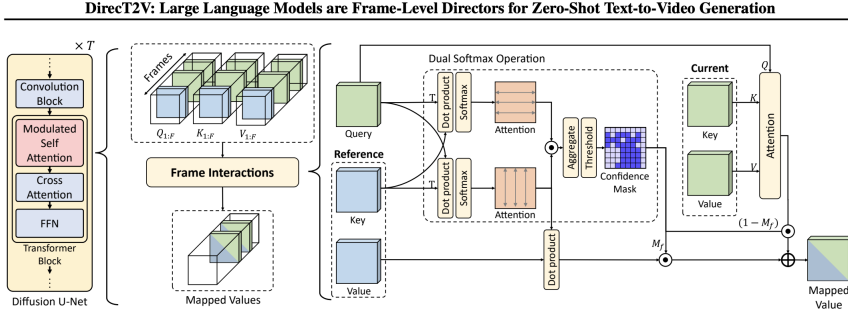 DirecT2V: Large Language Models are Frame-Level Directors for Zero-Shot Text-to-Video Generation
× T
Convolution
Block
Modulated
Self
Attention
Cross
Attention
FFN
Transformer
Block
Diffusion U-Net
Frames
Q1:F K1:F V1:F
Frame Interactions
Mapped Values
Query
Reference
Key
Value
Dual Softmax Operation
T
Dot product
Softmax
Attention
T
Dot product
Softmax
Attention
Aggregate
Threshold
Confidence
Mask
Dot product
Mf
Current
Key
Value
Q
K
V
Attention
(1 − Mf)
Mapped
Value